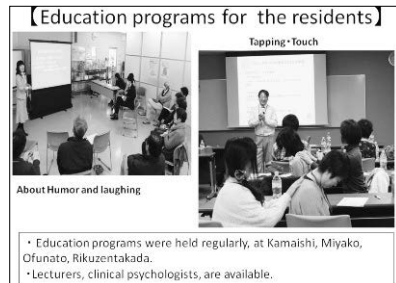 【Education programs for the residents】
Tapping・Touch
About Humor and laughing
・Education programs were held regularly, at Kamaishi, Miyako,
Ofunato, Rikuzentakada.
・Lecturers, clinical psychologists, are available.